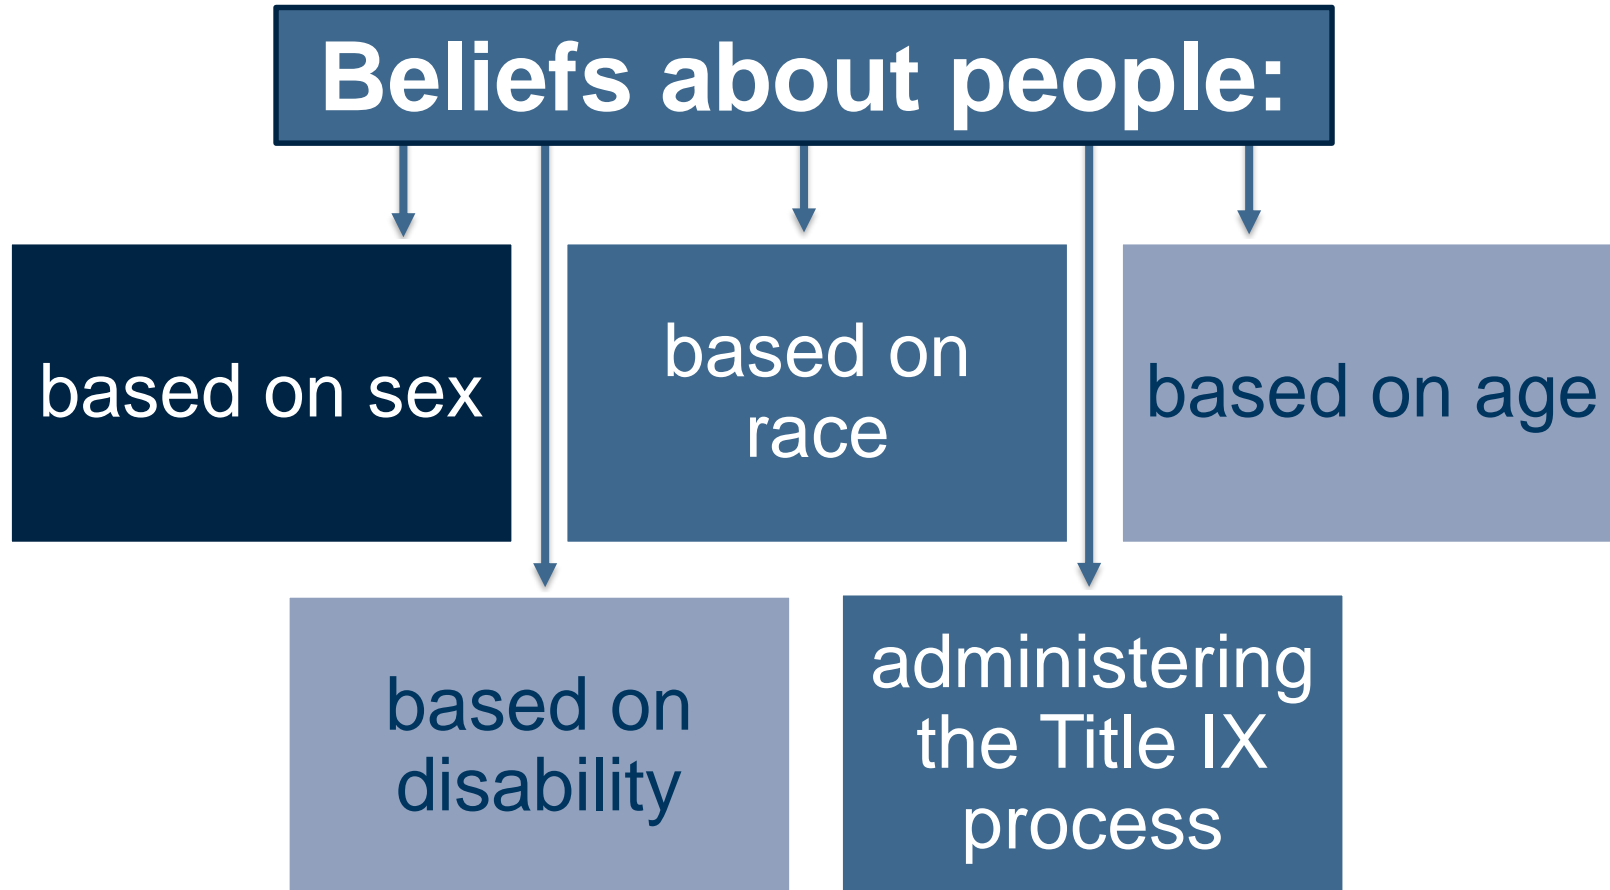 Beliefs about people:
based on sex
based on
race
based on age
based on
disability
administering
the Title IX
process